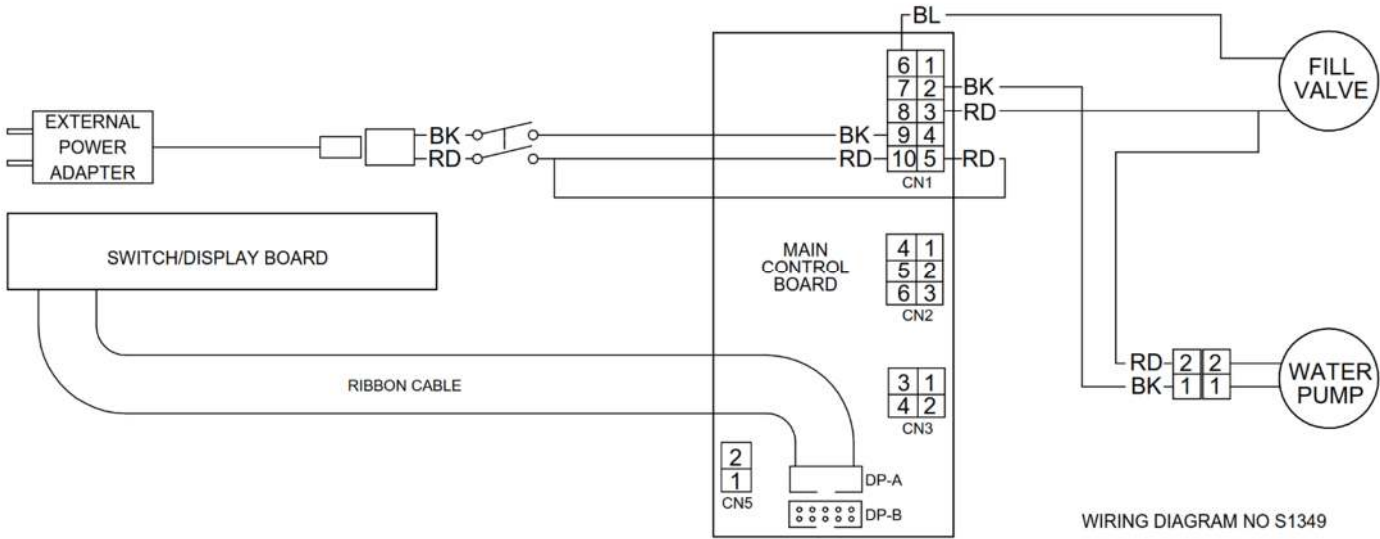 BL
6 1
7 2 BK
8 3 RD
BK 9 4
RD 10 5 RD
CN1
FILL
VALVE
EXTERNAL
POWER
ADAPTER
BK
RD
SWITCH/DISPLAY BOARD
MAIN
CONTROL
BOARD
4 1
5 2
6 3
CN2
RIBBON CABLE
3 1
4 2
CN3
RD 2 2
BK 1 1
WATER
PUMP
2
1
CN5
DP-A
DP-B
WIRING DIAGRAM NO S1349